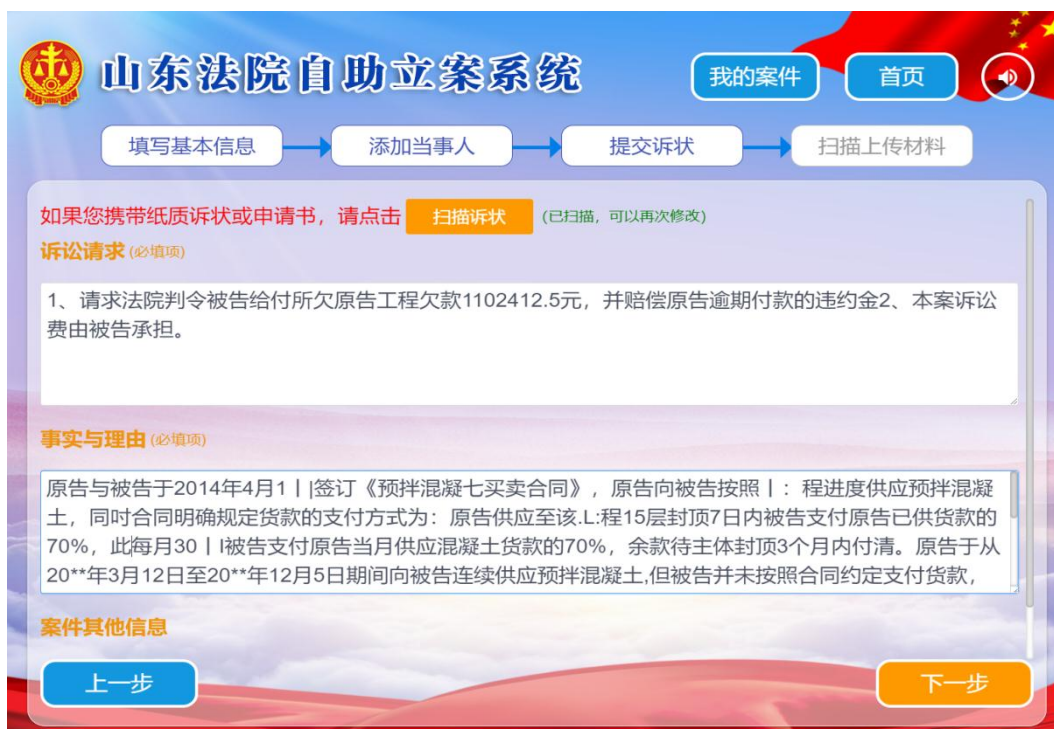 山东法院自助立案系统
我的案件
首页
填写基本信息
添加当事人
提交诉状
扫描上传材料
如果您携带纸质诉状或申请书，请点击 扫描诉状 (已扫描，可以再次修改)
诉讼请求 (必填项)
1、请求法院判令被告给付所欠原告工程欠款1102412.5元，并赔偿原告逾期付款的违约金2、本案诉讼
费由被告承担。
事实与理由 (必填项)
原告与被告于2014年4月1丨|签订《预拌混凝七买卖合同》，原告向被告按照丨：程进度供应预拌混凝
土，同吋合同明确规定货款的支付方式为：原告供应至该.L:程15层封顶7日内被告支付原告已供货款的
70%，此每月30丨I被告支付原告当月供应混凝土货款的70%，余款待主体封顶3个月内付清。原告于从
20**年3月12日至20**年12月5日期间向被告连续供应预拌混凝土,但被告并未按照合同约定支付货款，
案件其他信息
上一步
下一步